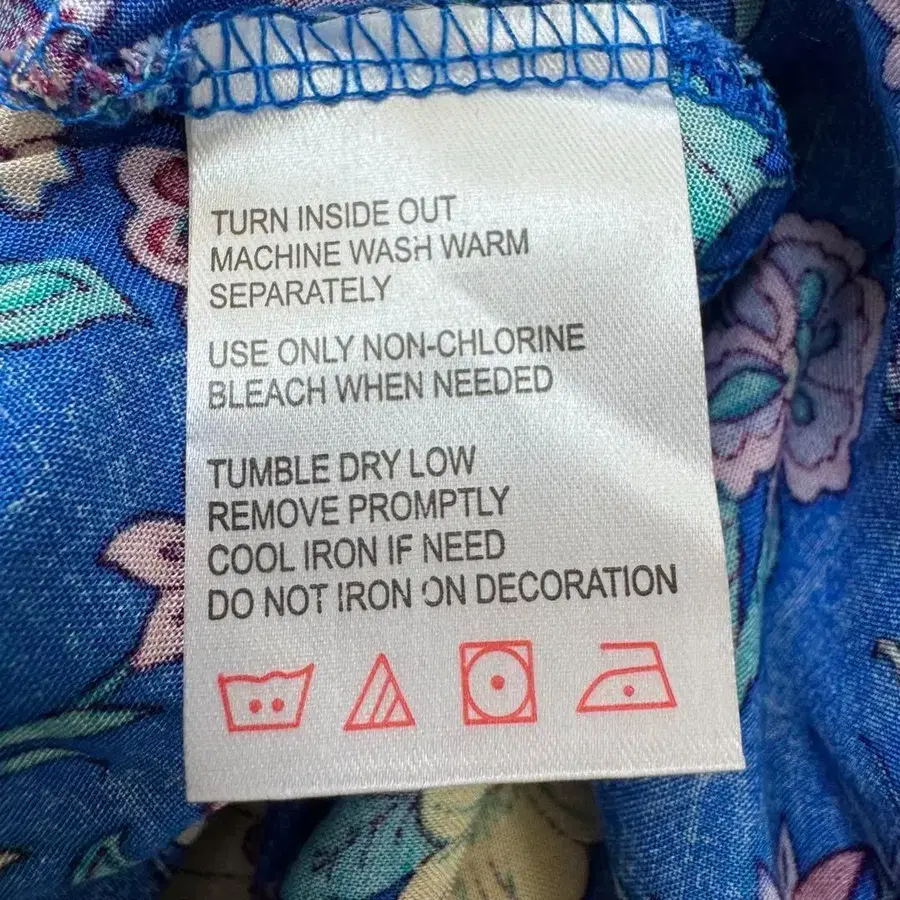 TURN INSIDE OUT
MACHINE WASH WARM
SEPARATELY
USE ONLY NON-CHLORINE
BLEACH WHEN NEEDED
TUMBLE DRY LOW
REMOVE PROMPTLY
COOL IRON IF NEED
DO NOT IRON ON DECORATION